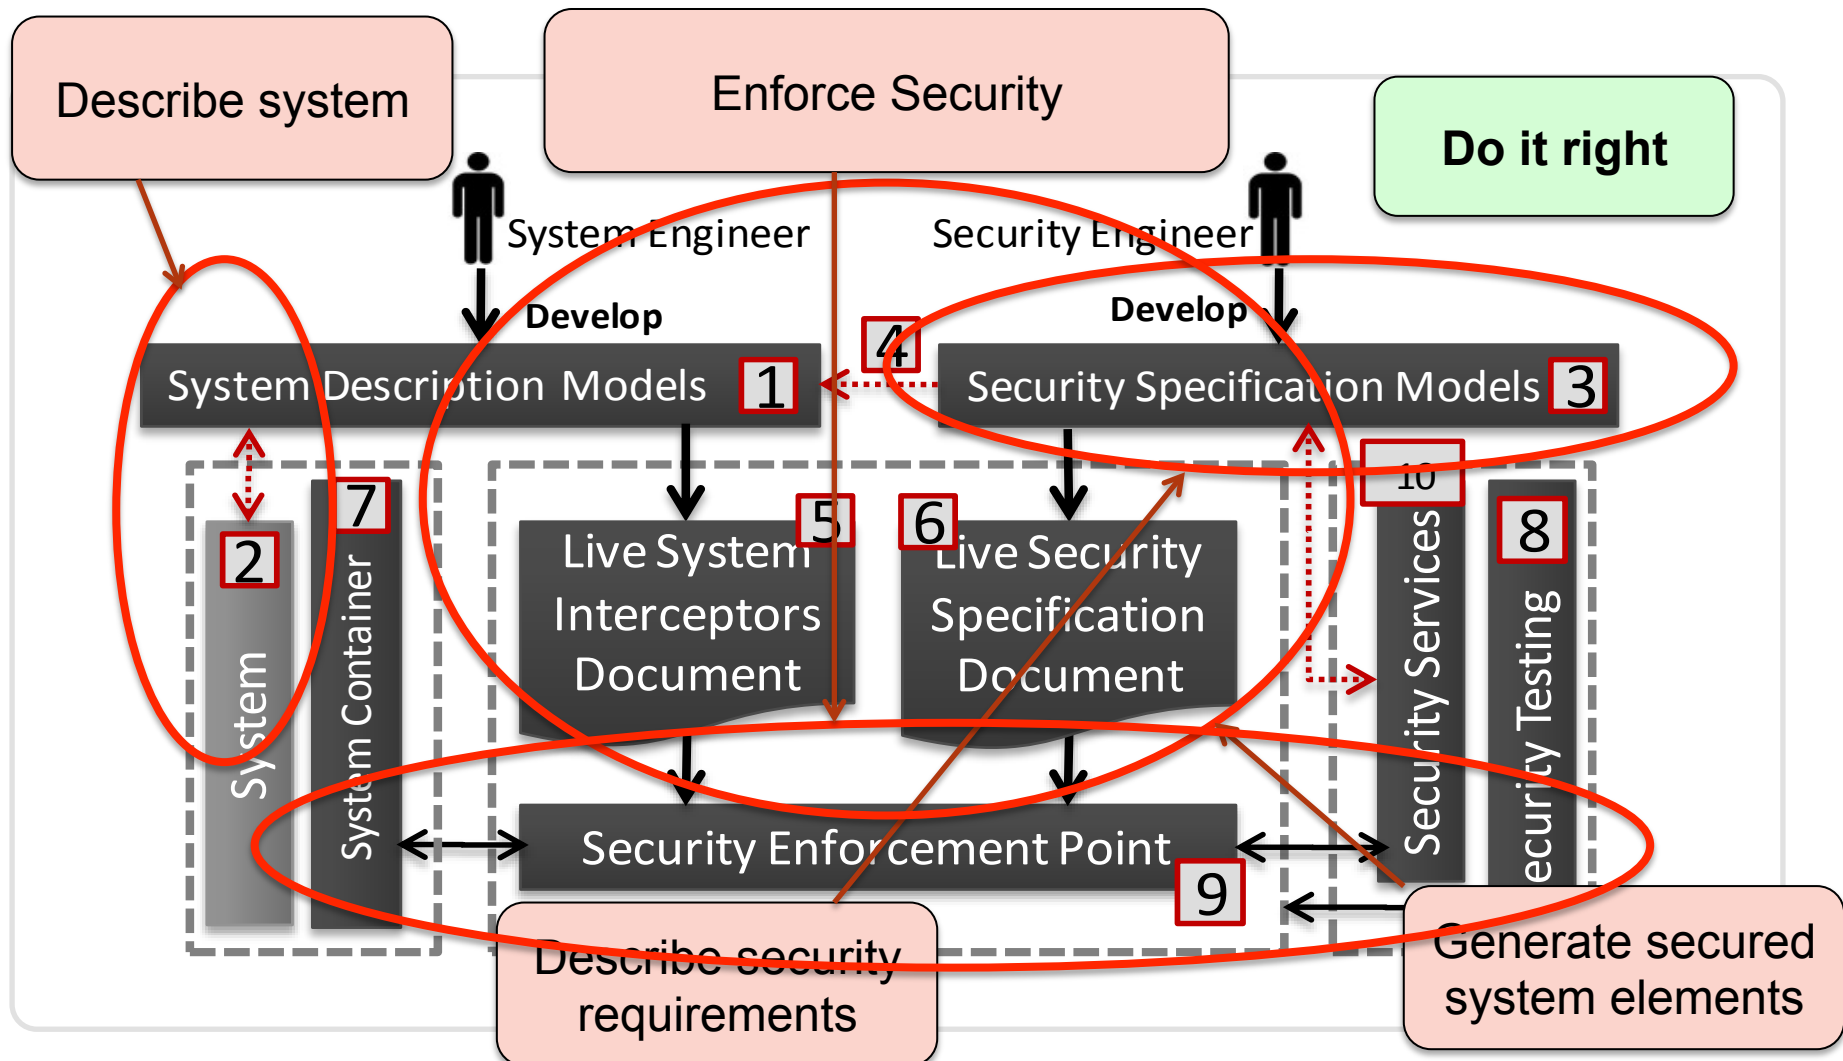 Describe system
Enforce Security
Do it right
System Engineer
Security Engineer
Develop
Develop
4
System Description Models
1
Security Specification Models
3
7
5
6
10
8
2
Live System
Interceptors
Document
Live Security
Specification
Document
System
System Container
Security Services
ecurity Testing
Security Enforcement Point
9
Describe security
requirements
Generate secured
system elements